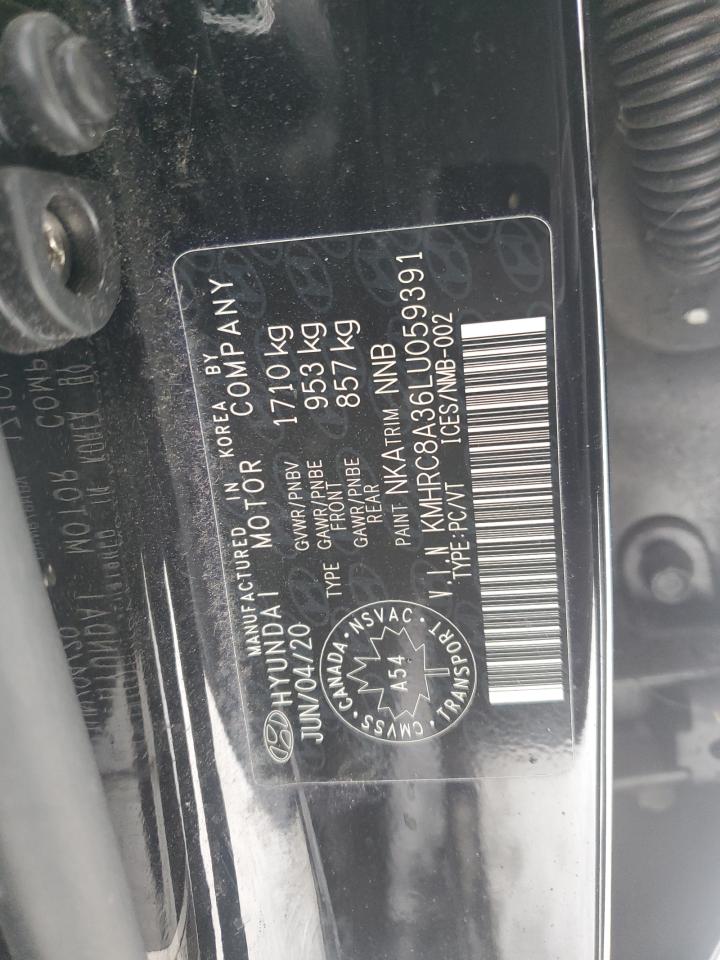 MANUFACTURED IN KOREA BY
HYUNDAI MOTOR COMPANY
JUN/04/20 GVWR/PNBV 1710 kg
TYPE GAWR/PNBE FRONT 953 kg
GAWR/PNBE REAR 857 kg
PAINT NKA TRIM NNB
V.I.N KMHRC8A36LU059391
TYPE:PC/VT ICES/NMB-002
CANADA · NSVAC · TRANSPORT · CMVSS
A54